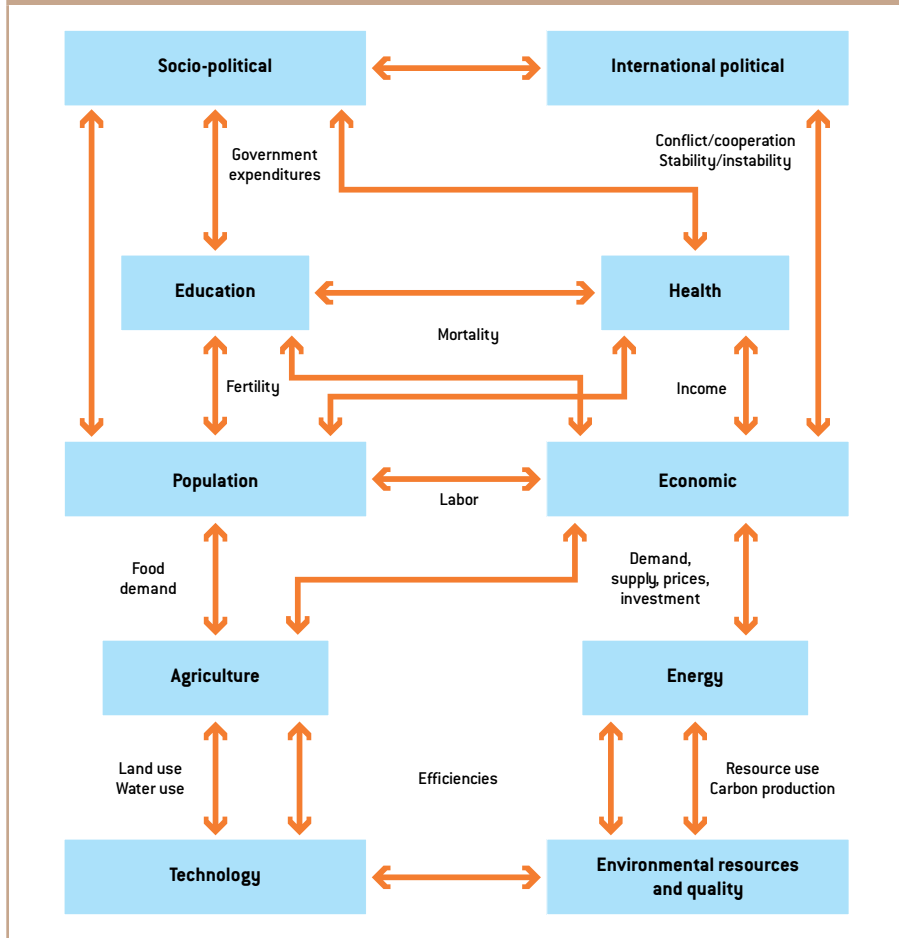 Socio-political
International political
Government
expenditures
Conflict/cooperation
Stability/instability
Education
Health
Mortality
Fertility
Income
Population
Economic
Labor
Food
demand
Demand,
supply, prices,
investment
Agriculture
Energy
Land use
Water use
Efficiencies
Resource use
Carbon production
Technology
Environmental resources
and quality